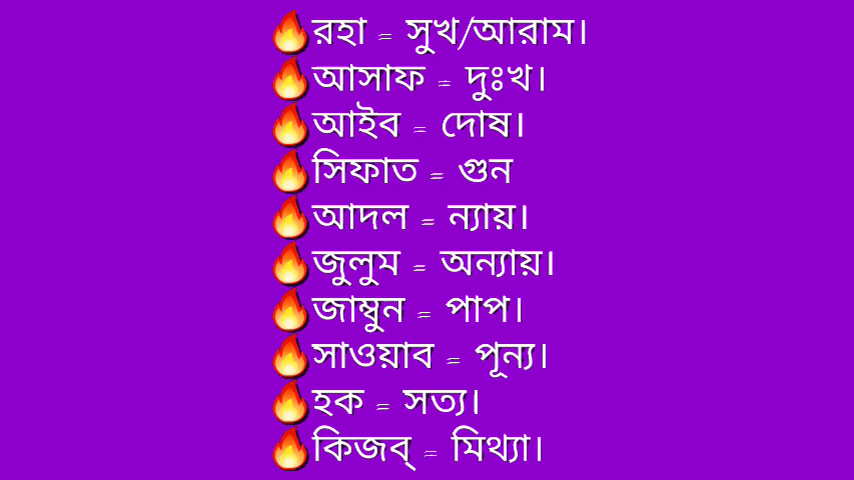 🔥রহা = সুখ/আরাম।
🔥আসাফ = দুঃখ।
🔥আইব = দোষ।
🔥সিফাত = গুন
🔥আদল = ন্যায়।
🔥জুলুম = অন্যায়।
🔥জাম্বুন = পাপ।
🔥সাওয়াব = পূন্য।
🔥হক = সত্য।
🔥কিজব্ = মিথ্যা।